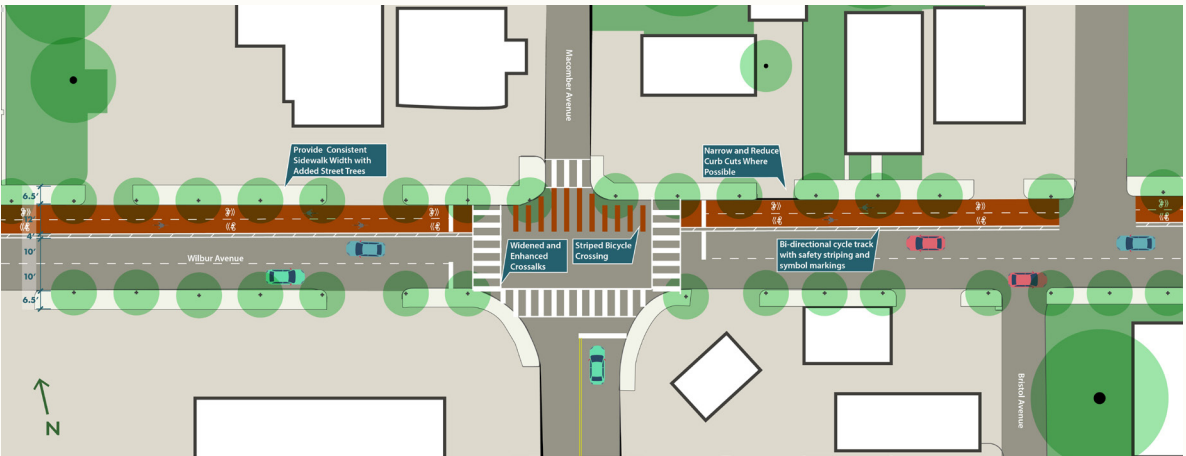 Macomber Avenue
Provide Consistent
Sidewalk Width with
Added Street Trees
Narrow and Reduce
Curb Cuts Where
Possible
6.5'
4'
10'
Wilbur Avenue
10'
6.5'
Widened and
Enhanced
Crossalks
Striped Bicycle
Crossing
Bi-directional cycle track
with safety striping and
symbol markings
Bristol Avenue
N